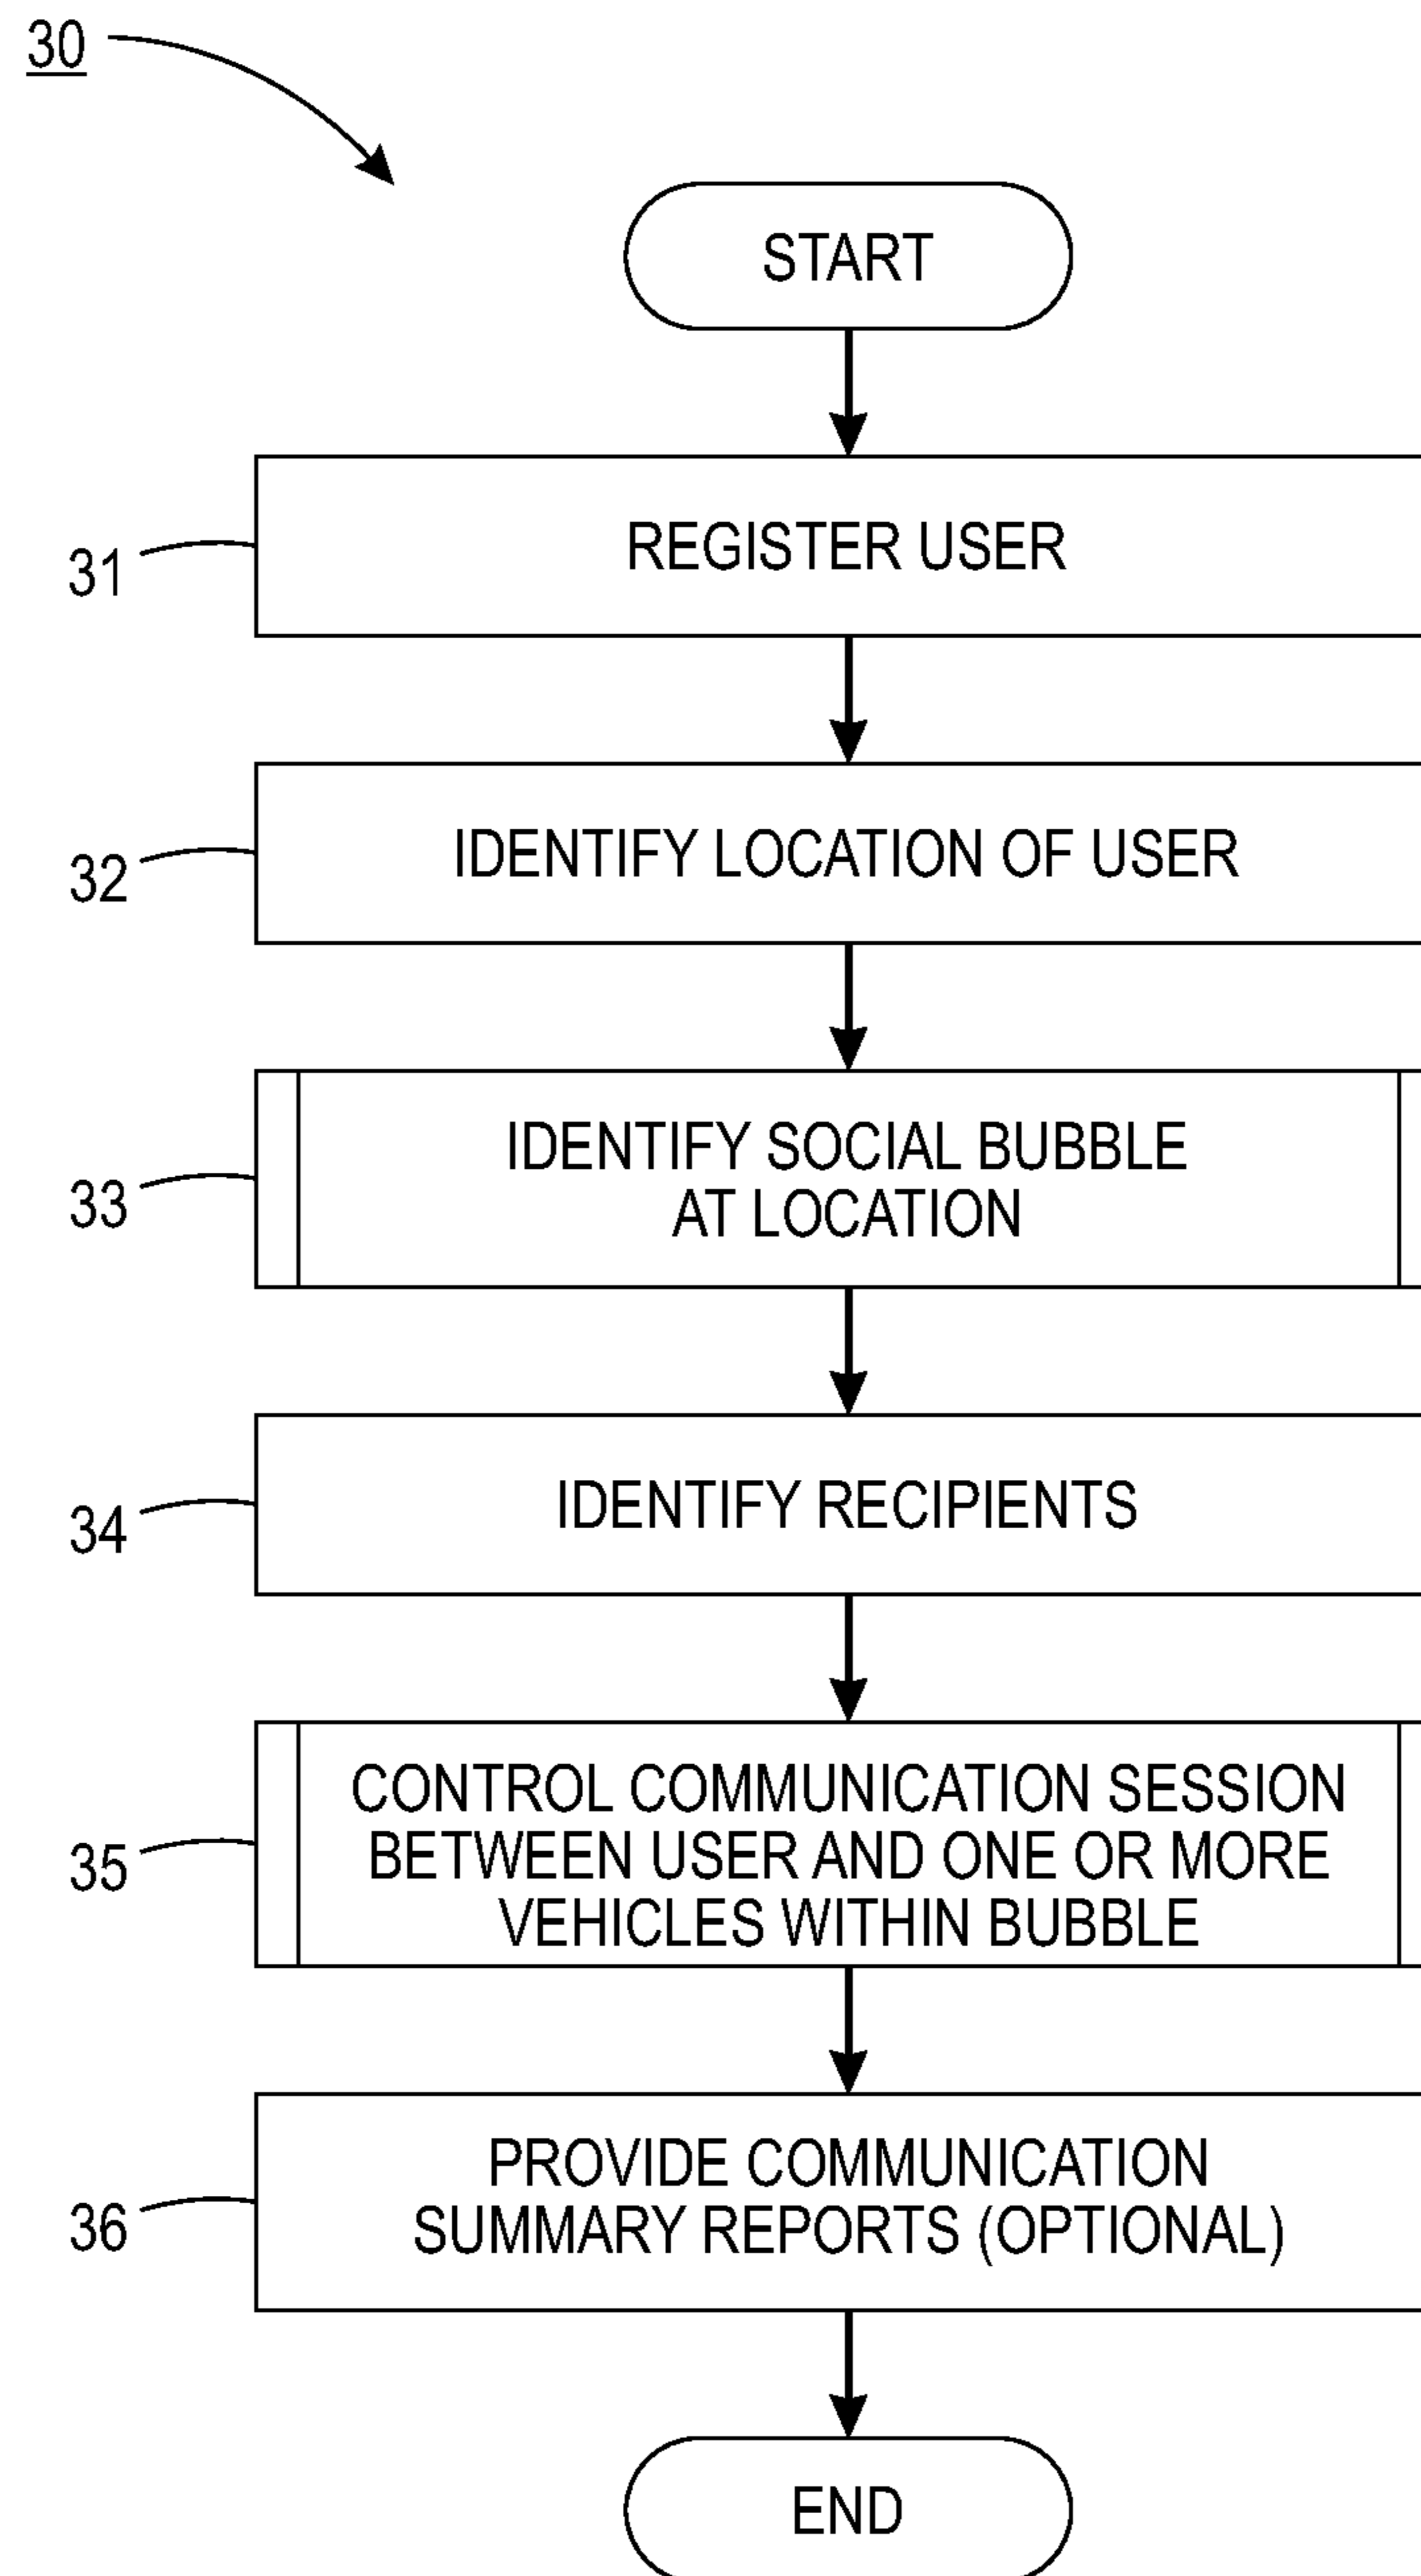 30
START
31
REGISTER USER
32
IDENTIFY LOCATION OF USER
33
IDENTIFY SOCIAL BUBBLE
AT LOCATION
34
IDENTIFY RECIPIENTS
35
CONTROL COMMUNICATION SESSION
BETWEEN USER AND ONE OR MORE
VEHICLES WITHIN BUBBLE
36
PROVIDE COMMUNICATION
SUMMARY REPORTS (OPTIONAL)
END